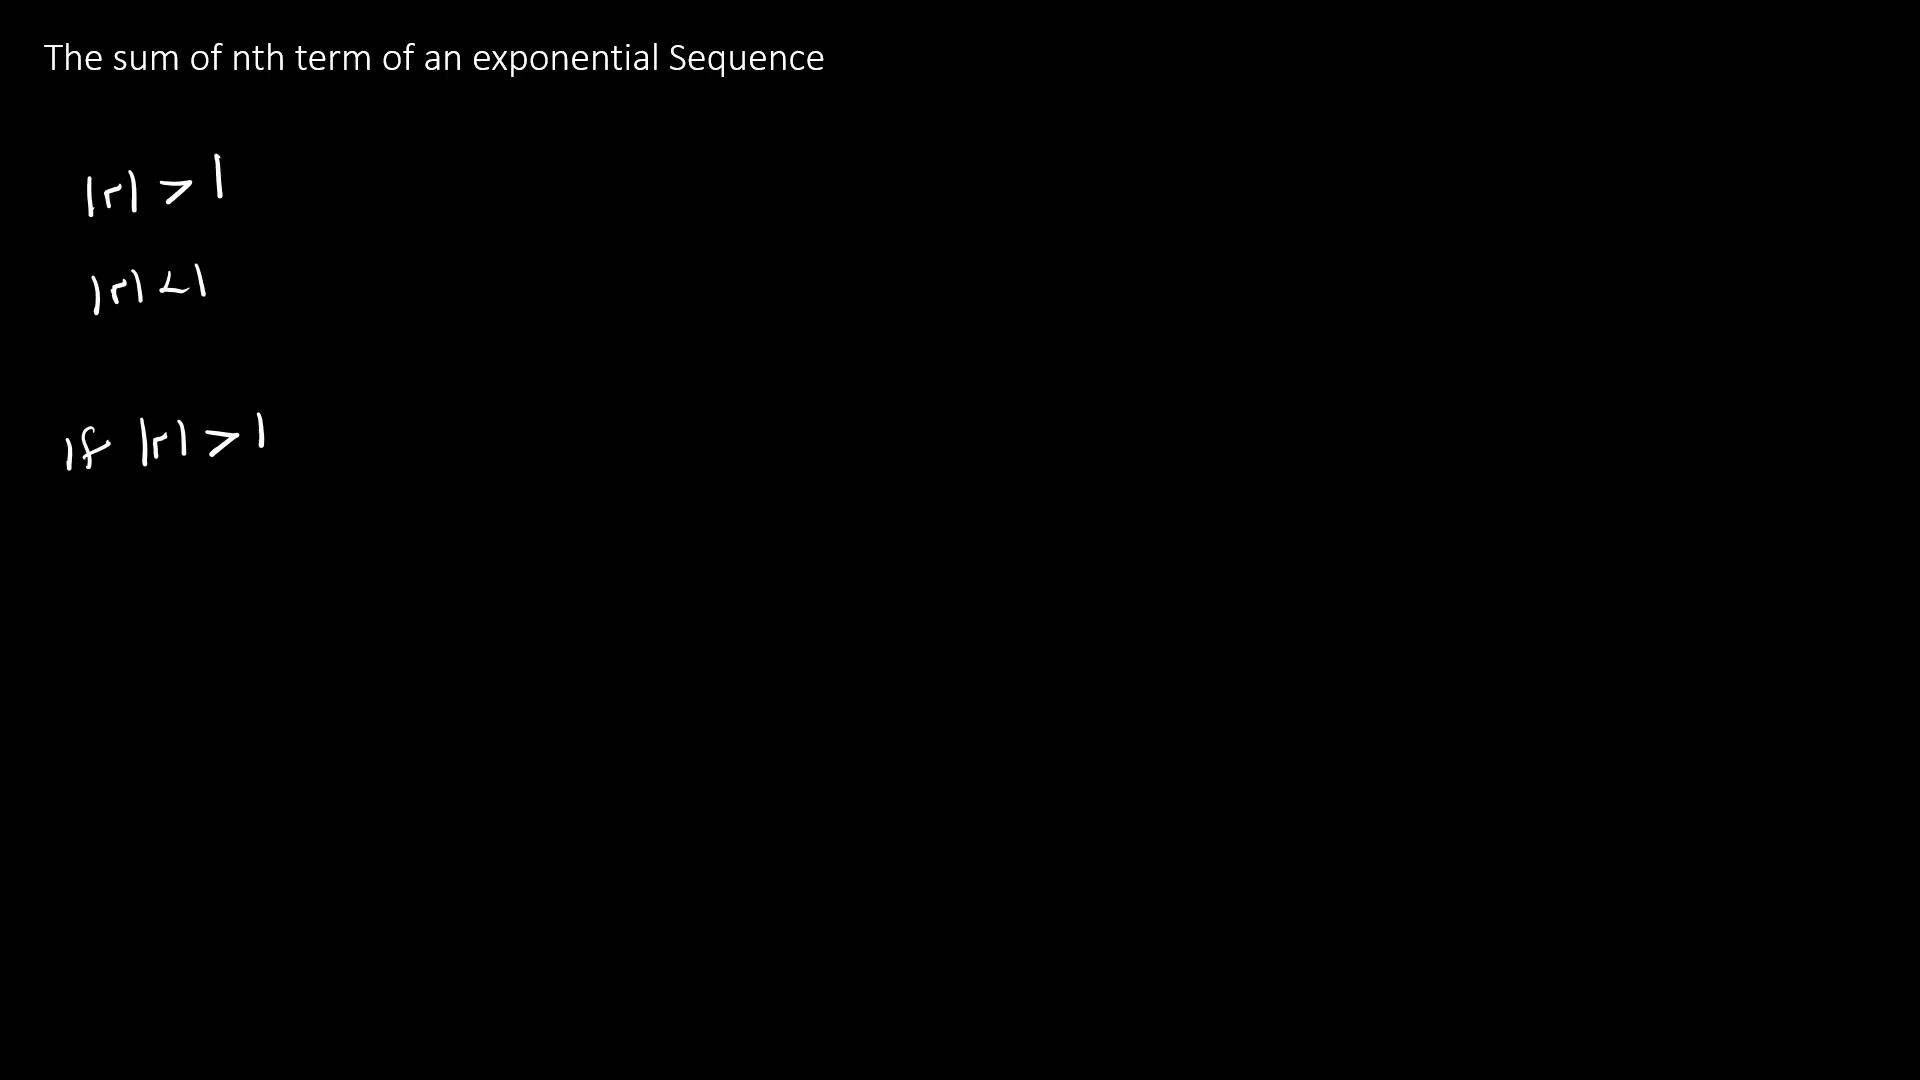 The sum of nth term of an exponential Sequence
|r| > 1
|r| < 1
If |r| > 1